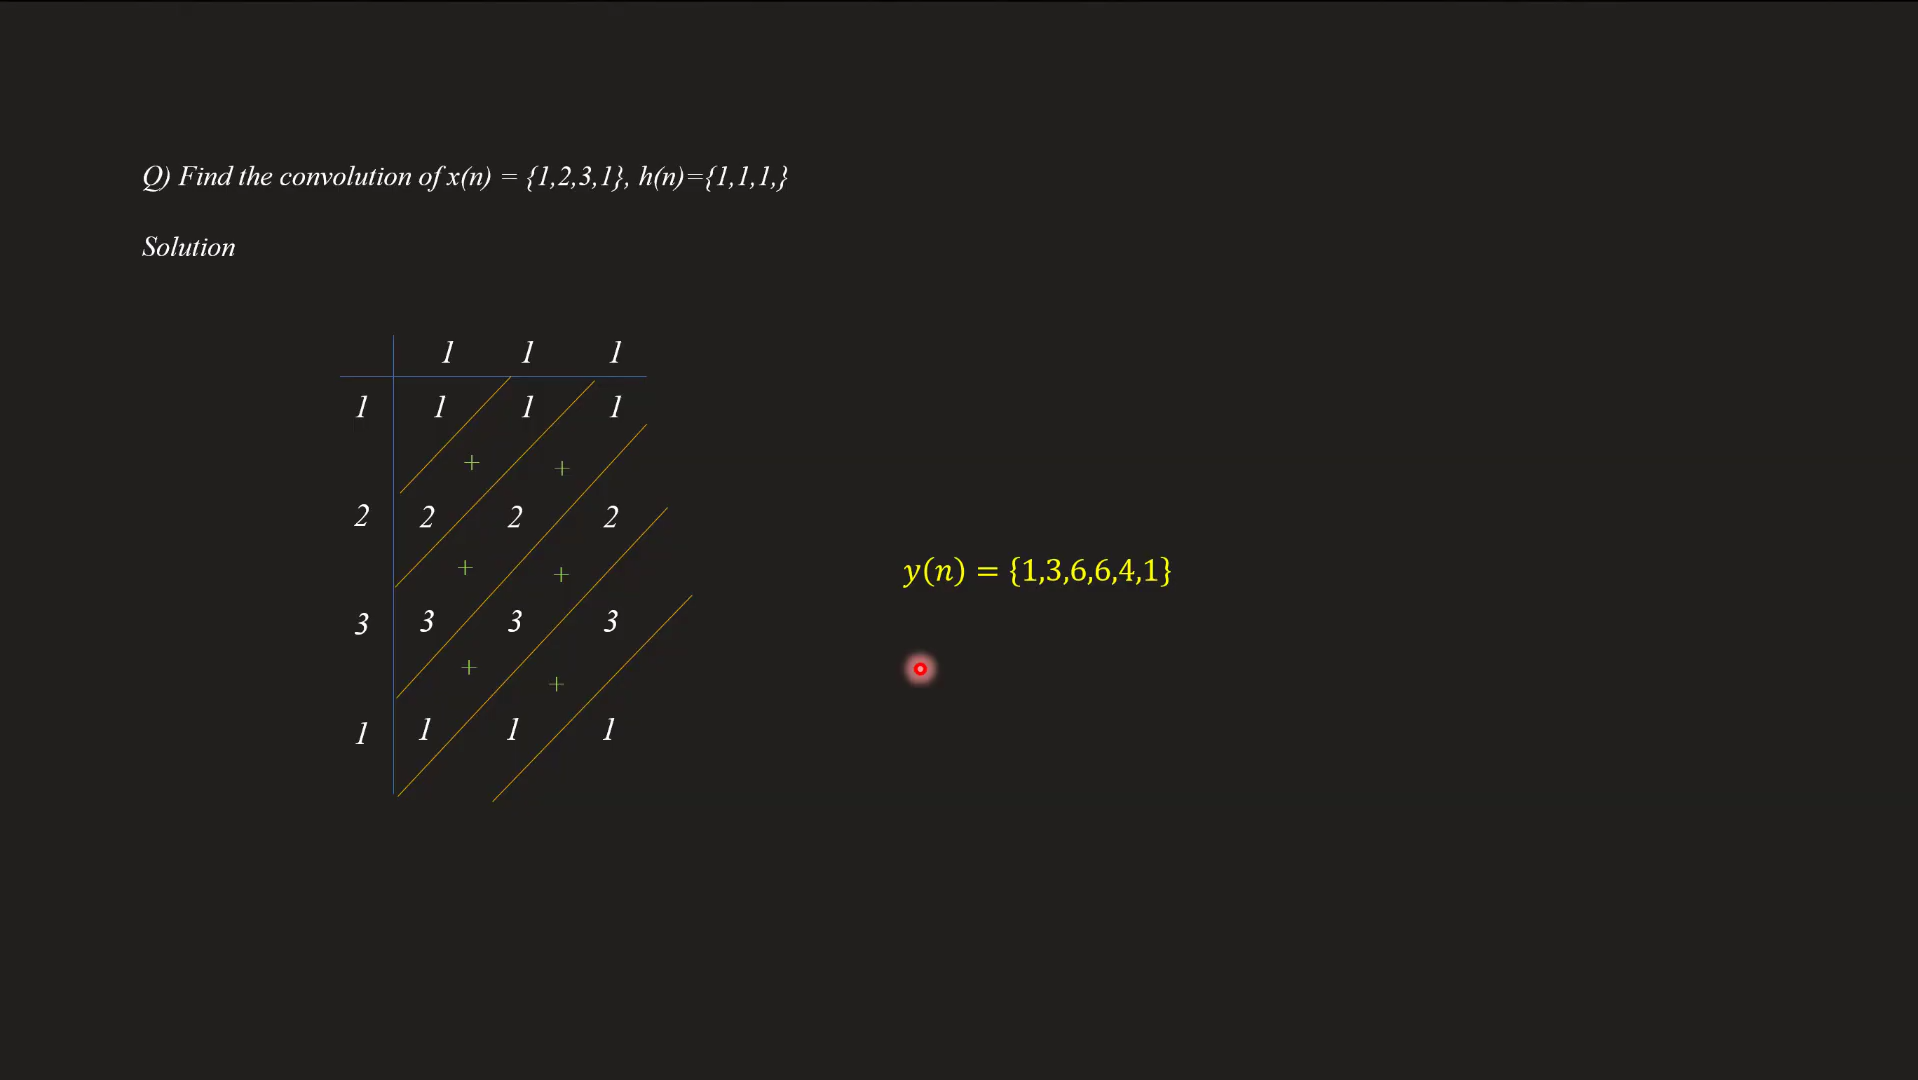 Q) Find the convolution of x(n) = {1,2,3,1}, h(n)={1,1,1,}
Solution
1 1 1
1 1 1 1
+ +
2 2 2 2
+ +
y(n) = {1,3,6,6,4,1}
3 3 3 3
+ +
1 1 1 1